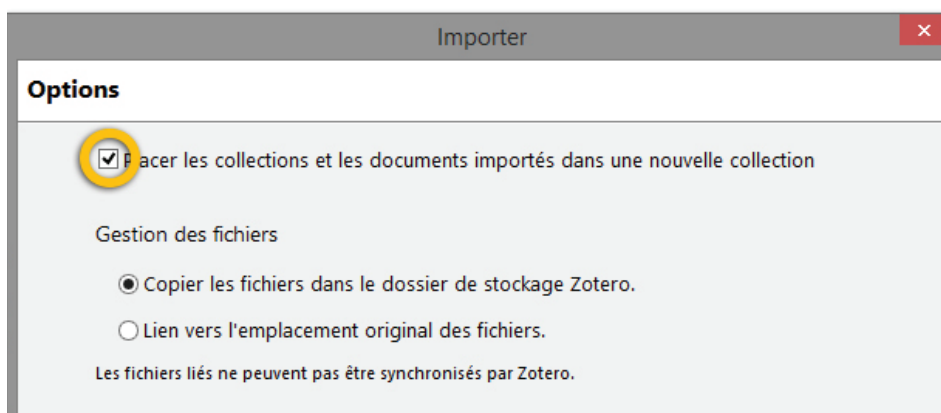 Importer
Options
Placer les collections et les documents importés dans une nouvelle collection
Gestion des fichiers
Copier les fichiers dans le dossier de stockage Zotero.
Lien vers l'emplacement original des fichiers.
Les fichiers liés ne peuvent pas être synchronisés par Zotero.